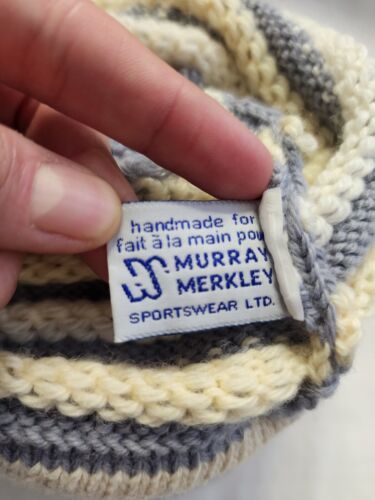 handmade for
fait à la main pou
MURRAY
MERKLEY
SPORTSWEAR LTD.